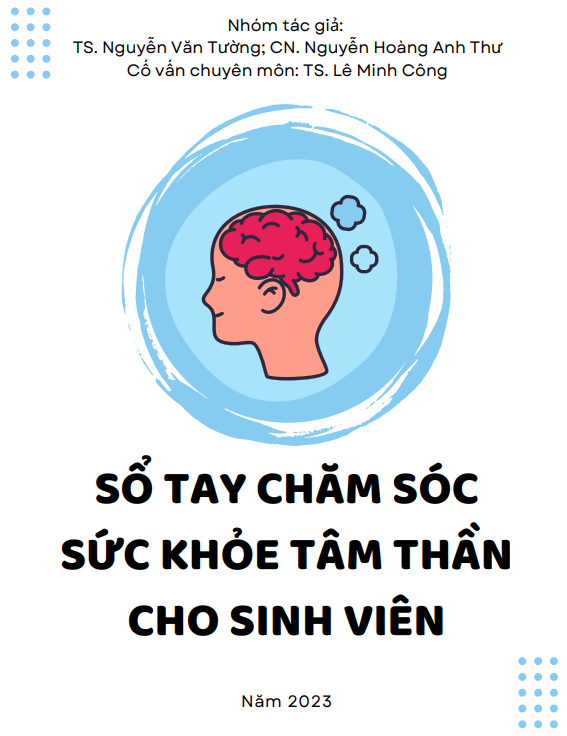 Nhóm tác giả:
TS. Nguyễn Văn Tường; CN. Nguyễn Hoàng Anh Thư
Cố vấn chuyên môn: TS. Lê Minh Công
SỔ TAY CHĂM SÓC
SỨC KHỎE TÂM THẦN
CHO SINH VIÊN
Năm 2023